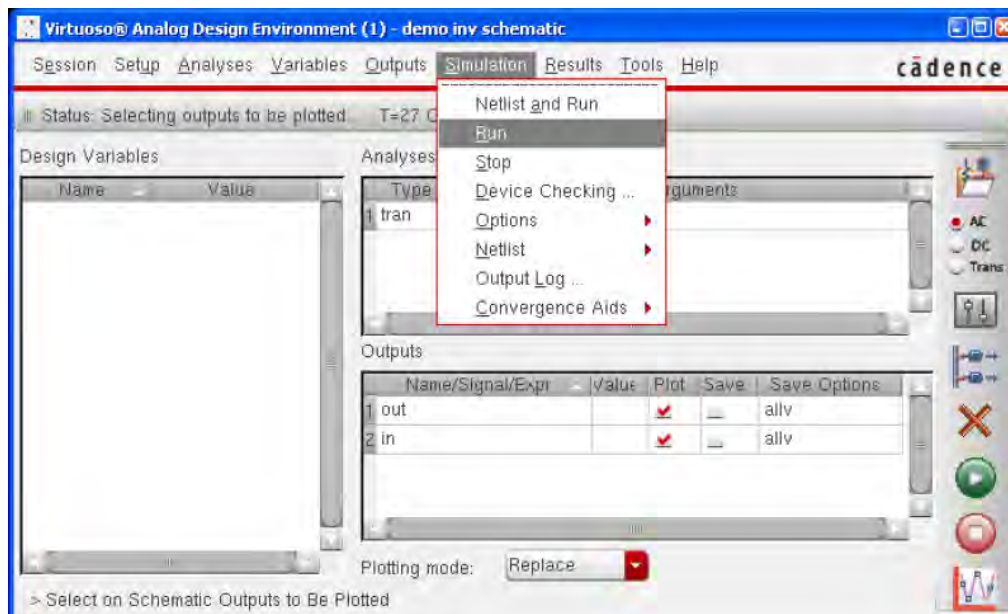 Virtuoso® Analog Design Environment (1) - demo inv schematic
Session Setup Analyses Variables Outputs Simulation Results Tools Help cādence
Status: Selecting outputs to be plotted... T=27 C
Netlist and Run
Run
Stop
Device Checking ...
Options
Netlist
Output Log ...
Convergence Aids
Design Variables
Name Value
Analyses
Type
1 tran
AC
DC
Trans
Outputs
Name/Signal/Expr Value Plot Save Save Options
1 out allv
2 in allv
Plotting mode: Replace
> Select on Schematic Outputs to Be Plotted